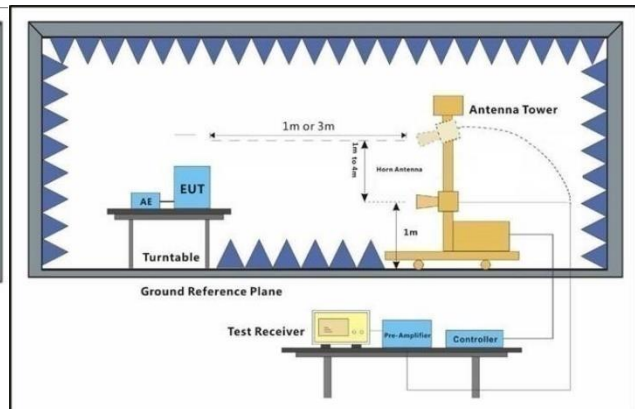 1m or 3m
Antenna Tower
1m to 4m
Horn Antenna
EUT
AE
1m
Turntable
Ground Reference Plane
Test Receiver
Pre-Amplifier
Controller